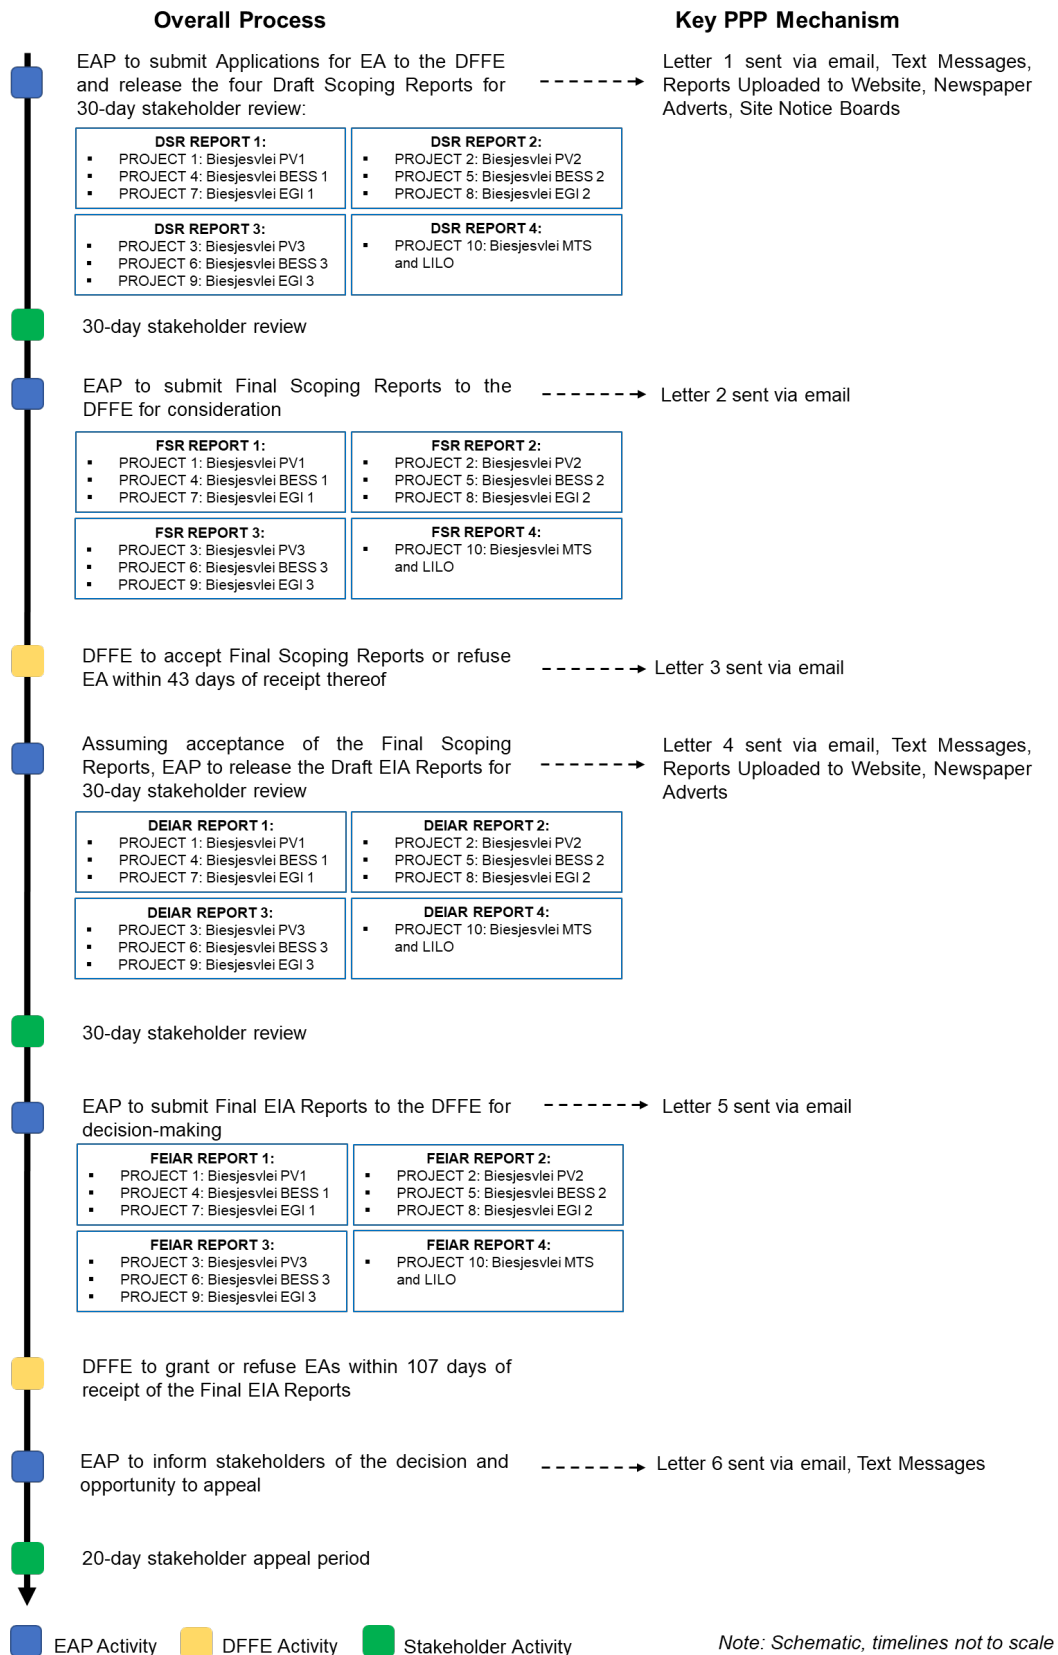 Overall Process
Key PPP Mechanism
EAP to submit Applications for EA to the DFFE
and release the four Draft Scoping Reports for
30-day stakeholder review:
Letter 1 sent via email, Text Messages,
Reports Uploaded to Website, Newspaper
Adverts, Site Notice Boards
DSR REPORT 1:
▪ PROJECT 1: Biesjesvlei PV1
▪ PROJECT 4: Biesjesvlei BESS 1
▪ PROJECT 7: Biesjesvlei EGI 1
DSR REPORT 2:
▪ PROJECT 2: Biesjesvlei PV2
▪ PROJECT 5: Biesjesvlei BESS 2
▪ PROJECT 8: Biesjesvlei EGI 2
DSR REPORT 3:
▪ PROJECT 3: Biesjesvlei PV3
▪ PROJECT 6: Biesjesvlei BESS 3
▪ PROJECT 9: Biesjesvlei EGI 3
DSR REPORT 4:
▪ PROJECT 10: Biesjesvlei MTS
and LILO
30-day stakeholder review
EAP to submit Final Scoping Reports to the
DFFE for consideration
Letter 2 sent via email
FSR REPORT 1:
▪ PROJECT 1: Biesjesvlei PV1
▪ PROJECT 4: Biesjesvlei BESS 1
▪ PROJECT 7: Biesjesvlei EGI 1
FSR REPORT 2:
▪ PROJECT 2: Biesjesvlei PV2
▪ PROJECT 5: Biesjesvlei BESS 2
▪ PROJECT 8: Biesjesvlei EGI 2
FSR REPORT 3:
▪ PROJECT 3: Biesjesvlei PV3
▪ PROJECT 6: Biesjesvlei BESS 3
▪ PROJECT 9: Biesjesvlei EGI 3
FSR REPORT 4:
▪ PROJECT 10: Biesjesvlei MTS
and LILO
DFFE to accept Final Scoping Reports or refuse
EA within 43 days of receipt thereof
Letter 3 sent via email
Assuming acceptance of the Final Scoping
Reports, EAP to release the Draft EIA Reports for
30-day stakeholder review
Letter 4 sent via email, Text Messages,
Reports Uploaded to Website, Newspaper
Adverts
DEIAR REPORT 1:
▪ PROJECT 1: Biesjesvlei PV1
▪ PROJECT 4: Biesjesvlei BESS 1
▪ PROJECT 7: Biesjesvlei EGI 1
DEIAR REPORT 2:
▪ PROJECT 2: Biesjesvlei PV2
▪ PROJECT 5: Biesjesvlei BESS 2
▪ PROJECT 8: Biesjesvlei EGI 2
DEIAR REPORT 3:
▪ PROJECT 3: Biesjesvlei PV3
▪ PROJECT 6: Biesjesvlei BESS 3
▪ PROJECT 9: Biesjesvlei EGI 3
DEIAR REPORT 4:
▪ PROJECT 10: Biesjesvlei MTS
and LILO
30-day stakeholder review
EAP to submit Final EIA Reports to the DFFE for
decision-making
Letter 5 sent via email
FEIAR REPORT 1:
▪ PROJECT 1: Biesjesvlei PV1
▪ PROJECT 4: Biesjesvlei BESS 1
▪ PROJECT 7: Biesjesvlei EGI 1
FEIAR REPORT 2:
▪ PROJECT 2: Biesjesvlei PV2
▪ PROJECT 5: Biesjesvlei BESS 2
▪ PROJECT 8: Biesjesvlei EGI 2
FEIAR REPORT 3:
▪ PROJECT 3: Biesjesvlei PV3
▪ PROJECT 6: Biesjesvlei BESS 3
▪ PROJECT 9: Biesjesvlei EGI 3
FEIAR REPORT 4:
▪ PROJECT 10: Biesjesvlei MTS
and LILO
DFFE to grant or refuse EAs within 107 days of
receipt of the Final EIA Reports
EAP to inform stakeholders of the decision and
opportunity to appeal
Letter 6 sent via email, Text Messages
20-day stakeholder appeal period
EAP Activity
DFFE Activity
Stakeholder Activity
Note: Schematic, timelines not to scale